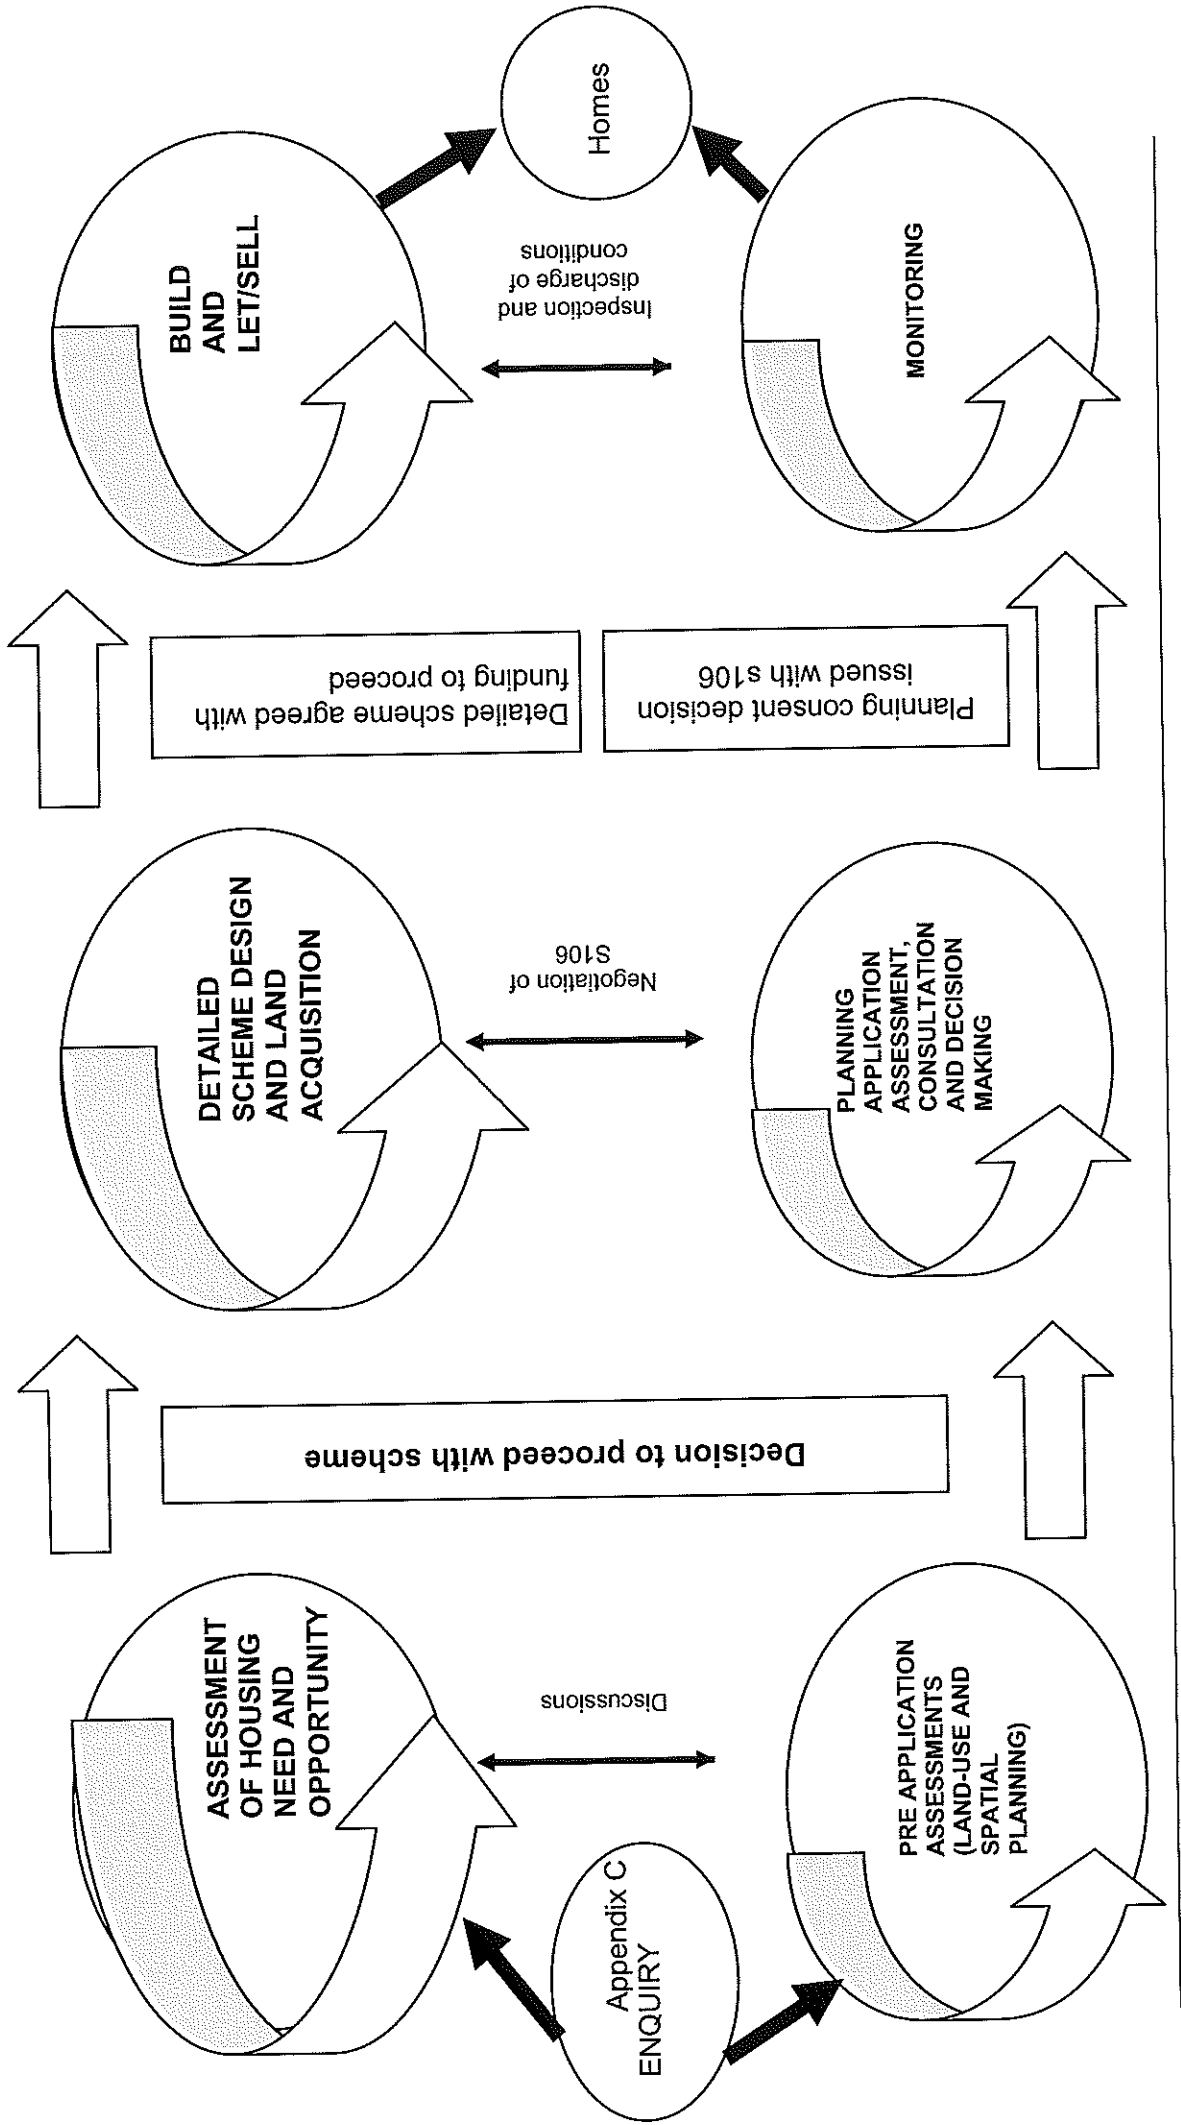 Appendix C
ENQUIRY
ASSESSMENT
OF HOUSING
NEED AND
OPPORTUNITY
Discussions
PRE APPLICATION
ASSESSMENTS
(LAND-USE AND
SPATIAL
PLANNING)
Decision to proceed with scheme
DETAILED
SCHEME DESIGN
AND LAND
ACQUISITION
Negotiation of
S106
PLANNING
APPLICATION
ASSESSMENT,
CONSULTATION
AND DECISION
MAKING
Detailed scheme agreed with
funding to proceed
Planning consent decision
issued with s106
BUILD
AND
LET/SELL
Inspection and
discharge of
conditions
MONITORING
Homes